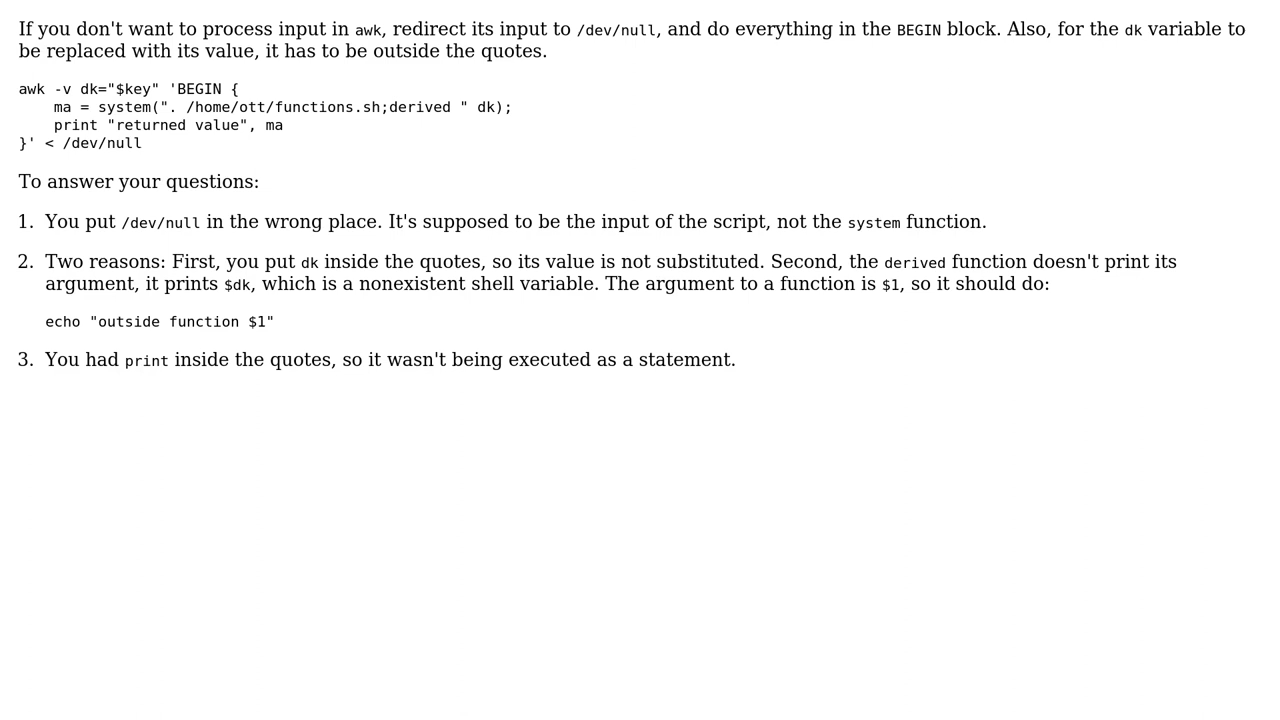 If you don't want to process input in awk, redirect its input to /dev/null, and do everything in the BEGIN block. Also, for the dk variable to
be replaced with its value, it has to be outside the quotes.
awk -v dk="$key" 'BEGIN {
    ma = system(". /home/ott/functions.sh;derived " dk);
    print "returned value", ma
}' < /dev/null
To answer your questions:
1. You put /dev/null in the wrong place. It's supposed to be the input of the script, not the system function.
2. Two reasons: First, you put dk inside the quotes, so its value is not substituted. Second, the derived function doesn't print its
argument, it prints $dk, which is a nonexistent shell variable. The argument to a function is $1, so it should do:
echo "outside function $1"
3. You had print inside the quotes, so it wasn't being executed as a statement.